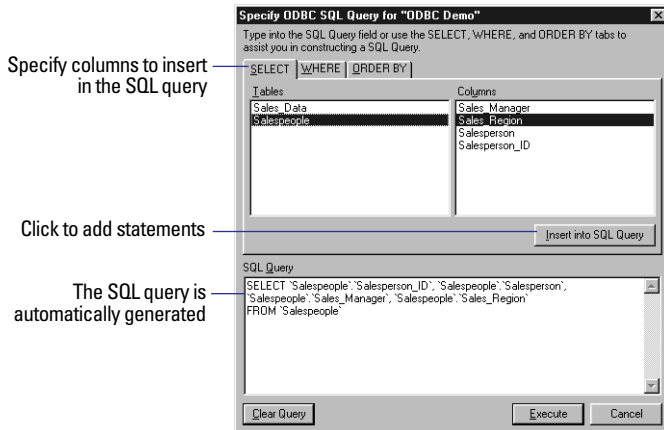 Specify ODBC SQL Query for "ODBC Demo"
Type into the SQL Query field or use the SELECT, WHERE, and ORDER BY tabs to
assist you in constructing a SQL Query.
Specify columns to insert
in the SQL query
SELECT WHERE ORDER BY
Tables
Columns
Sales_Data
Salespeople
Sales_Manager
Sales_Region
Salesperson
Salesperson_ID
Click to add statements
Insert into SQL Query
SQL Query
The SQL query is
automatically generated
SELECT `Salespeople`.`Salesperson_ID`, `Salespeople`.`Salesperson`,
`Salespeople`.`Sales_Manager`, `Salespeople`.`Sales_Region`
FROM `Salespeople`
Clear Query
Execute
Cancel